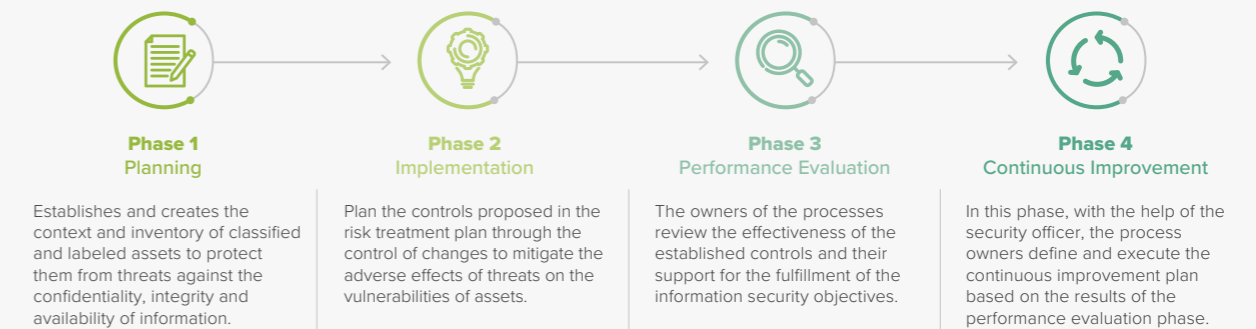 Phase 1
Planning
Establishes and creates the
context and inventory of classified
and labeled assets to protect
them from threats against the
confidentiality, integrity and
availability of information.
Phase 2
Implementation
Plan the controls proposed in the
risk treatment plan through the
control of changes to mitigate the
adverse effects of threats on the
vulnerabilities of assets.
Phase 3
Performance Evaluation
The owners of the processes
review the effectiveness of the
established controls and their
support for the fulfillment of the
information security objectives.
Phase 4
Continuous Improvement
In this phase, with the help of the
security officer, the process
owners define and execute the
continuous improvement plan
based on the results of the
performance evaluation phase.